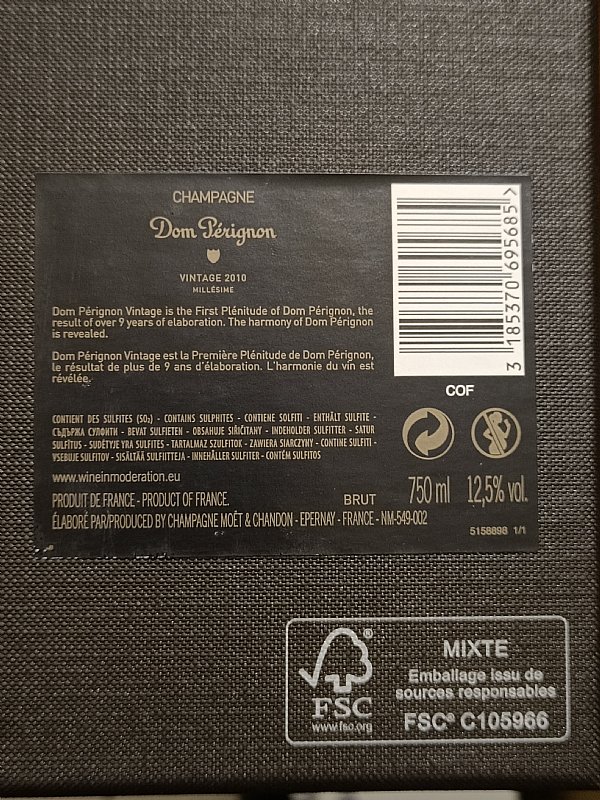 CHAMPAGNE
Dom Pérignon
VINTAGE 2010
MILLÉSIME
Dom Pérignon Vintage is the First Plénitude of Dom Pérignon, the
result of over 9 years of elaboration. The harmony of Dom Pérignon
is revealed.
Dom Pérignon Vintage est la Première Plénitude de Dom Pérignon,
le résultat de plus de 9 ans d'élaboration. L'harmonie du vin est
révélée.
3 185370 695685 >
COF
CONTIENT DES SULFITES (SO2) - CONTAINS SULPHITES - CONTIENE SOLFITI - ENTHÄLT SULFITE -
СЪДЪРЖА СУЛФИТИ - BEVAT SULFIETEN - OBSAHUJE SIŘIČITANY - INDEHOLDER SULFITTER - SATUR
SULFĪTUS - SUDĖTYJE YRA SULFITES - TARTALMAZ SZULFITOK - ZAWIERA SIARCZYNY - CONTINE SULFITI -
VSEBUJE SULFITOV - SISÄLTÄÄ SULFITTEJA - INNEHÅLLER SULFITER - CONTÉM SULFITOS
www.wineinmoderation.eu
PRODUIT DE FRANCE - PRODUCT OF FRANCE
BRUT 750 ml 12,5% vol.
ÉLABORÉ PAR/PRODUCED BY CHAMPAGNE MOËT & CHANDON - EPERNAY - FRANCE - NM-549-002
5158898 1/1
FSC®
www.fsc.org
MIXTE
Emballage issu de
sources responsables
FSC® C105966